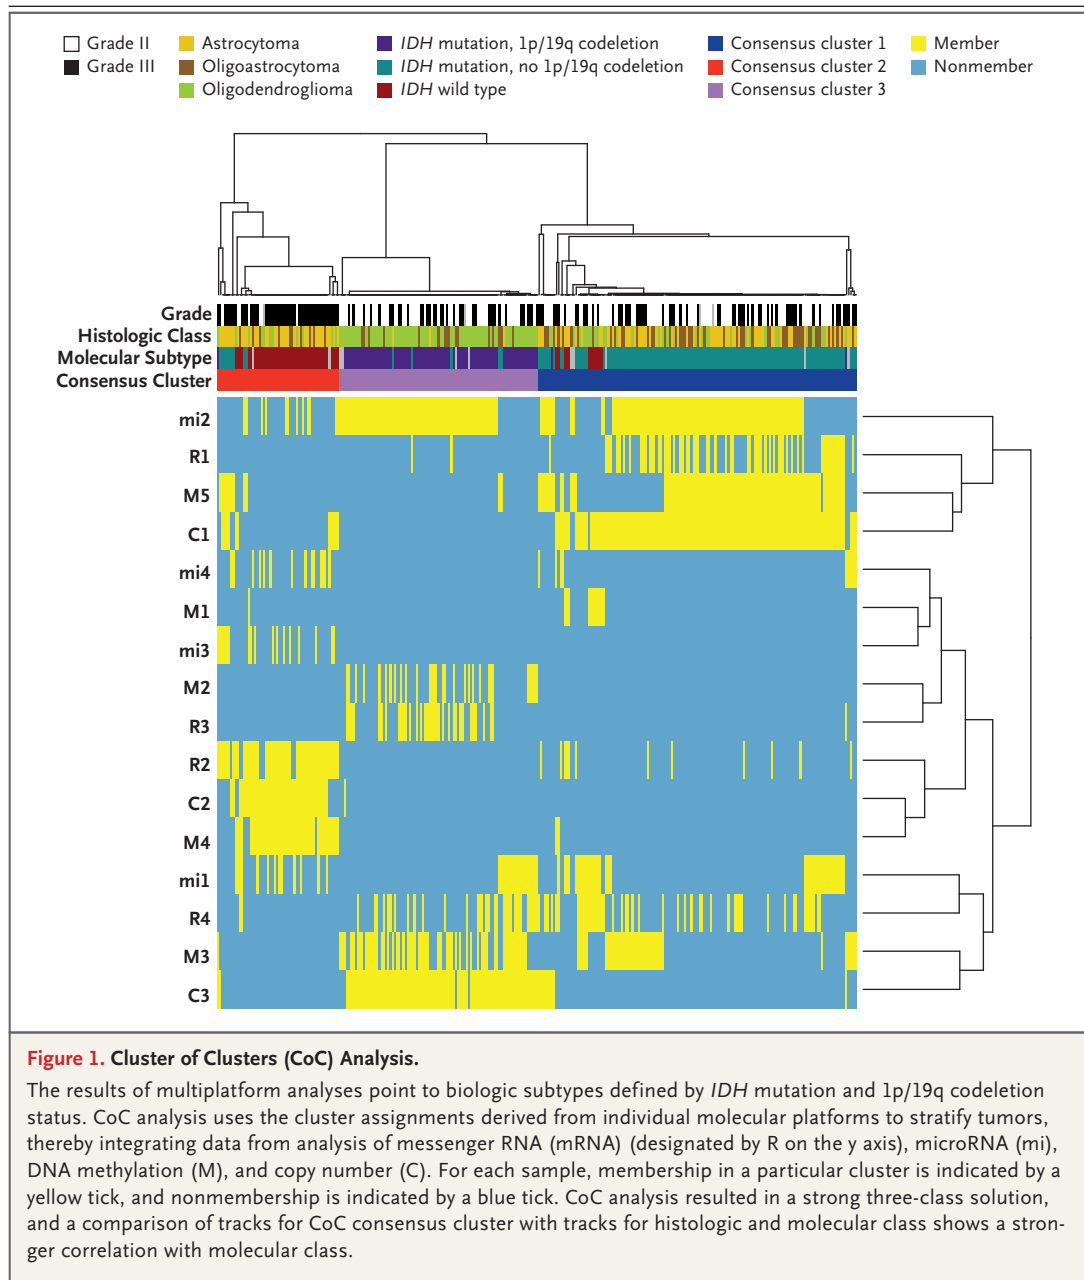 Grade II
Grade III
Astrocytoma
Oligoastrocytoma
Oligodendroglioma
IDH mutation, 1p/19q codeletion
IDH mutation, no 1p/19q codeletion
IDH wild type
Consensus cluster 1
Consensus cluster 2
Consensus cluster 3
Member
Nonmember
Grade
Histologic Class
Molecular Subtype
Consensus Cluster
mi2
R1
M5
C1
mi4
M1
mi3
M2
R3
R2
C2
M4
mi1
R4
M3
C3
Figure 1. Cluster of Clusters (CoC) Analysis.
The results of multiplatform analyses point to biologic subtypes defined by IDH mutation and 1p/19q codeletion
status. CoC analysis uses the cluster assignments derived from individual molecular platforms to stratify tumors,
thereby integrating data from analysis of messenger RNA (mRNA) (designated by R on the y axis), microRNA (mi),
DNA methylation (M), and copy number (C). For each sample, membership in a particular cluster is indicated by a
yellow tick, and nonmembership is indicated by a blue tick. CoC analysis resulted in a strong three-class solution,
and a comparison of tracks for CoC consensus cluster with tracks for histologic and molecular class shows a stron-
ger correlation with molecular class.